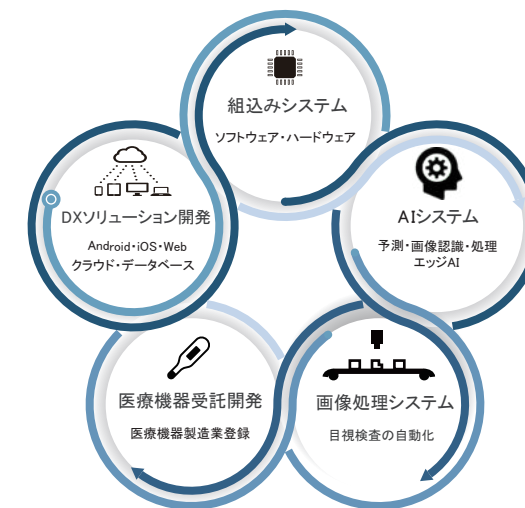 組込みシステム
ソフトウェア・ハードウェア
DXソリューション開発
Android・iOS・Web
クラウド・データベース
AIシステム
予測・画像認識・処理
エッジAI
医療機器受託開発
医療機器製造業登録
画像処理システム
目視検査の自動化